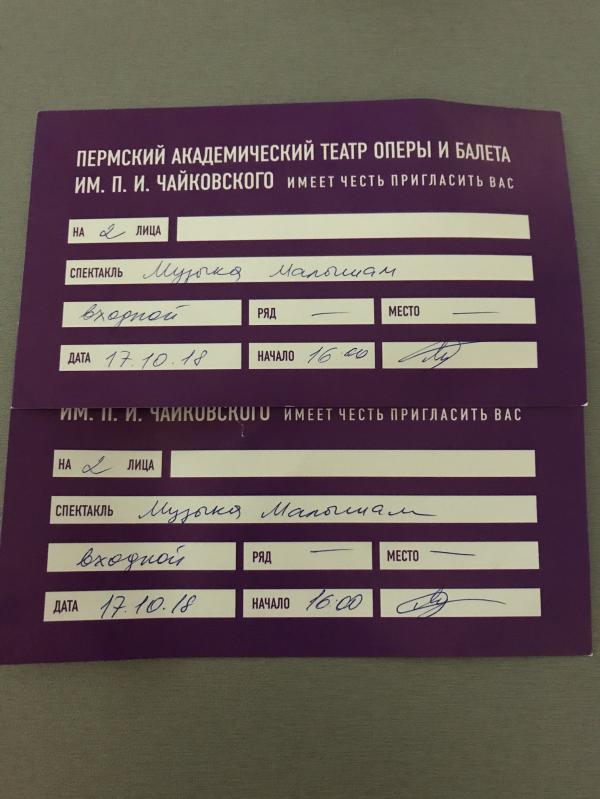 ПЕРМСКИЙ АКАДЕМИЧЕСКИЙ ТЕАТР ОПЕРЫ И БАЛЕТА
ИМ. П. И. ЧАЙКОВСКОГО ИМЕЕТ ЧЕСТЬ ПРИГЛАСИТЬ ВАС
НА 2 ЛИЦА
СПЕКТАКЛЬ Музыка Малышам
входной РЯД — МЕСТО —
ДАТА 17.10.18 НАЧАЛО 16:00
ИМ. П. И. ЧАЙКОВСКОГО ИМЕЕТ ЧЕСТЬ ПРИГЛАСИТЬ ВАС
НА 2 ЛИЦА
СПЕКТАКЛЬ Музыка Малышам
входной РЯД — МЕСТО —
ДАТА 17.10.18 НАЧАЛО 16:00